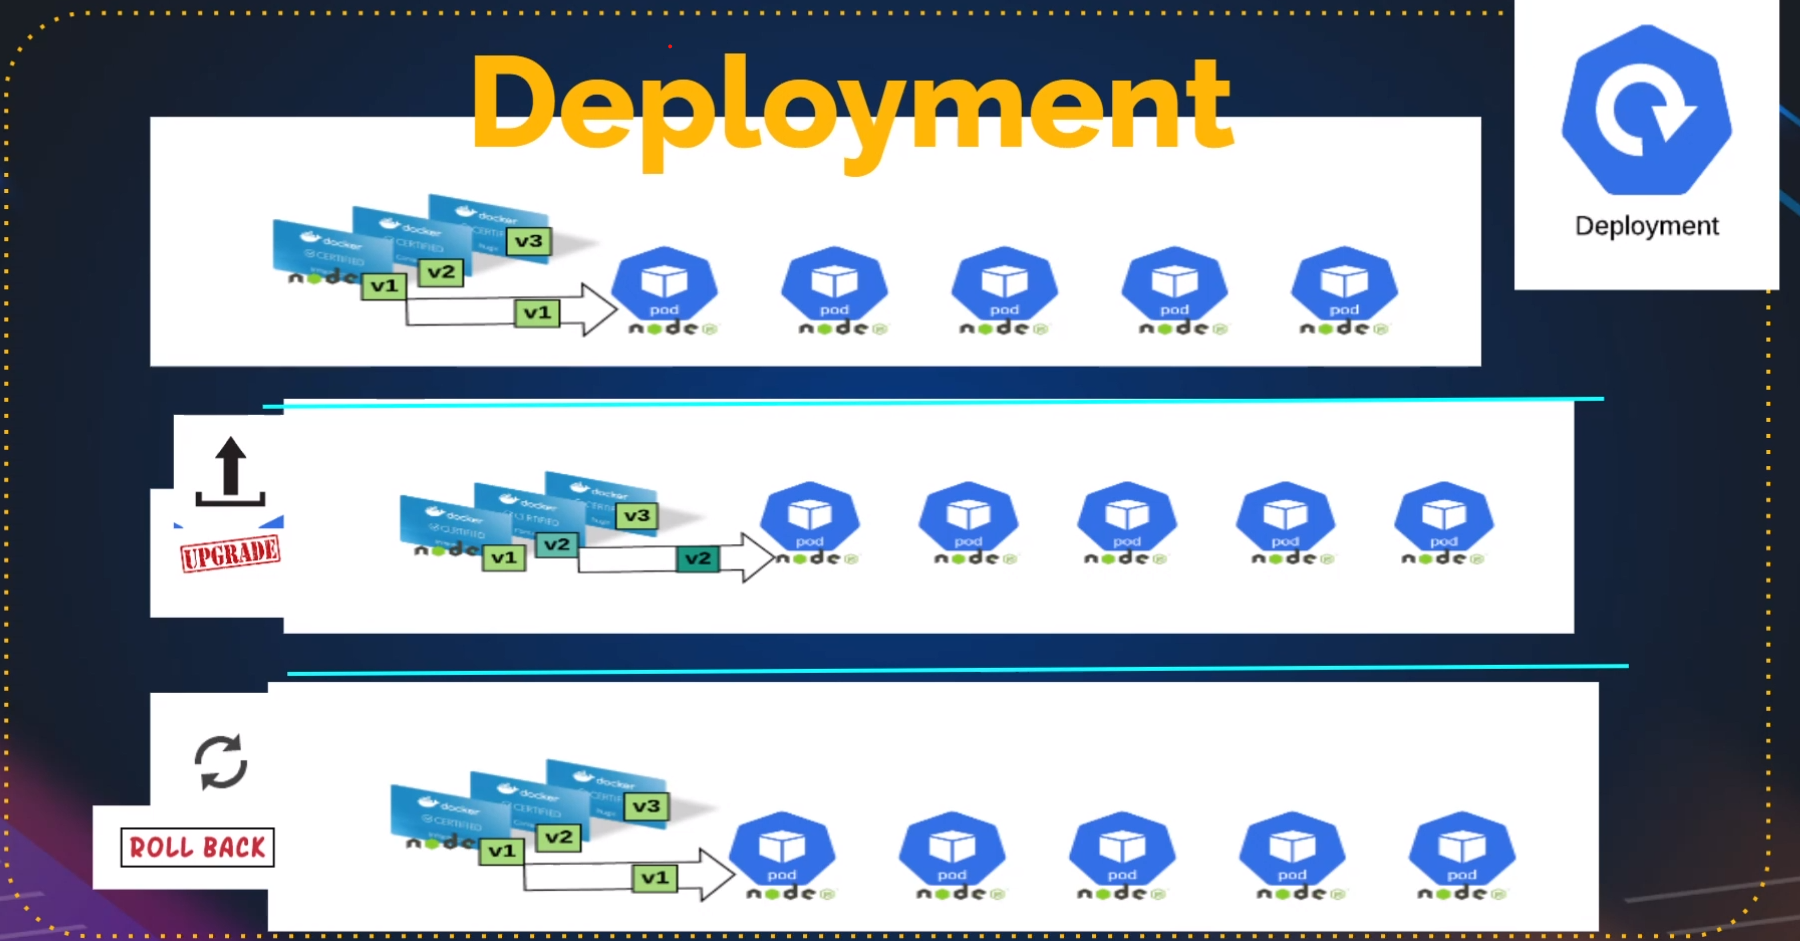 Deployment
Deployment
docker
docker
docker
CERTIFIED
CERTIFIED
node
v1
v2
v3
v1
pod
pod
pod
pod
pod
node
node
node
node
node
UPGRADE
docker
docker
docker
CERTIFIED
CERTIFIED
node
v1
v2
v3
v2
pod
pod
pod
pod
pod
node
node
node
node
node
ROLL BACK
docker
docker
docker
CERTIFIED
CERTIFIED
node
v1
v2
v3
v1
pod
pod
pod
pod
pod
node
node
node
node
node